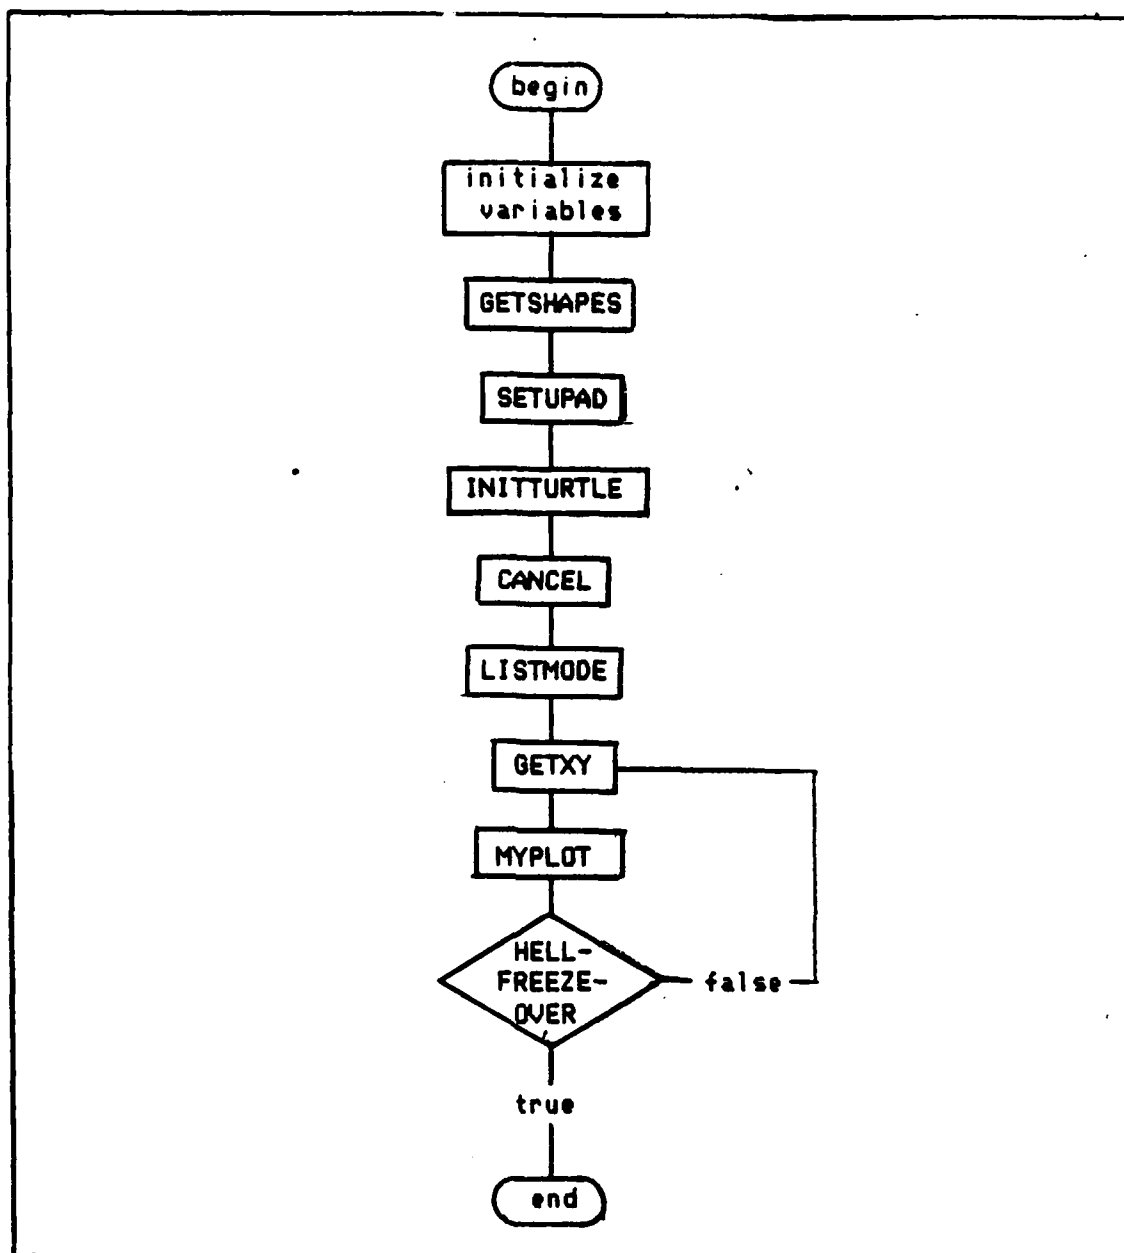 begin
initialize
variables
GETSHAPES
SETUPAD
INITTURTLE
CANCEL
LISTMODE
GETXY
MYPLOT
HELL-
FREEZE-
OVER
false
true
end